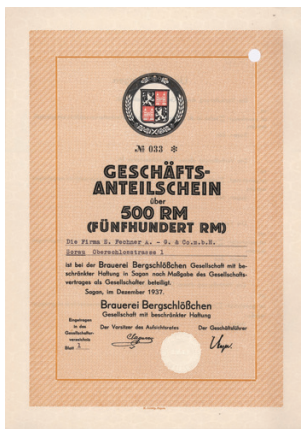 № 033 *
GESCHÄFTS-
ANTEILSCHEIN
über
500 RM
(FÜNFHUNDERT RM)
Die Firma E. Pechner A. - G. & Co.m.b.H.
Sorau Oberschlosstrasse 1
ist bei der Brauerei Bergschlößchen Gesellschaft mit be-
schränkter Haftung in Sagan nach Maßgabe des Gesellschafts-
vertrages als Gesellschafter beteiligt.
Sagan, im Dezember 1937.
Brauerei Bergschlößchen
Gesellschaft mit beschränkter Haftung
Eingetragen
in das
Gesellschafter-
verzeichnis
Blatt 1
Der Vorsitzer des Aufsichtsrates
Der Geschäftsführer